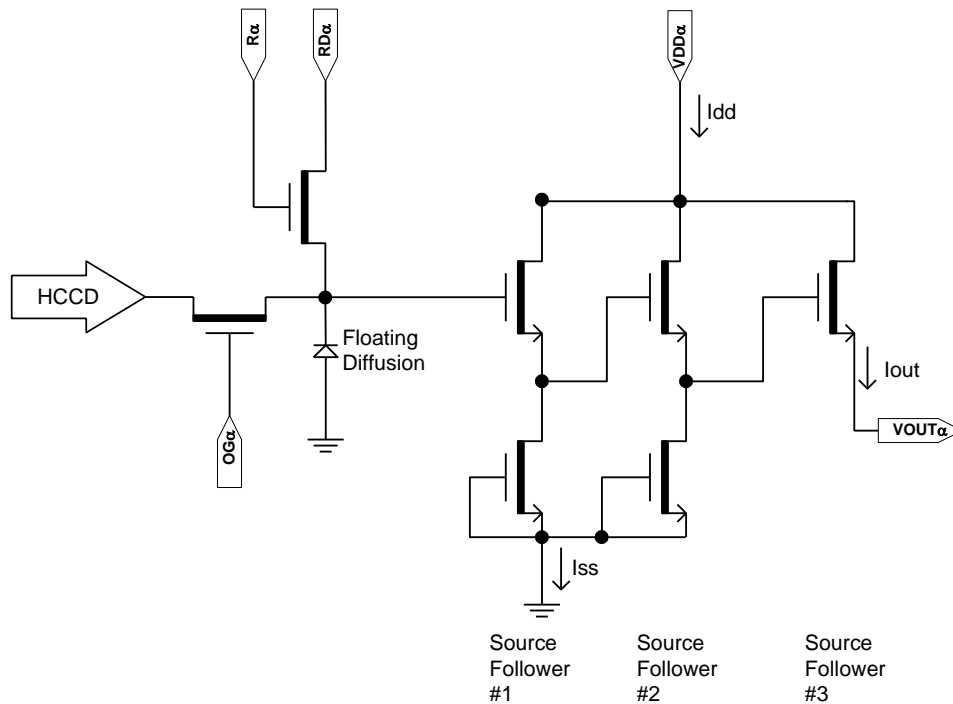 Rα
RDα
VDDα
Idd
HCCD
Floating
Diffusion
Iout
VOUTα
OGα
Iss
Source
Follower
#1
Source
Follower
#2
Source
Follower
#3